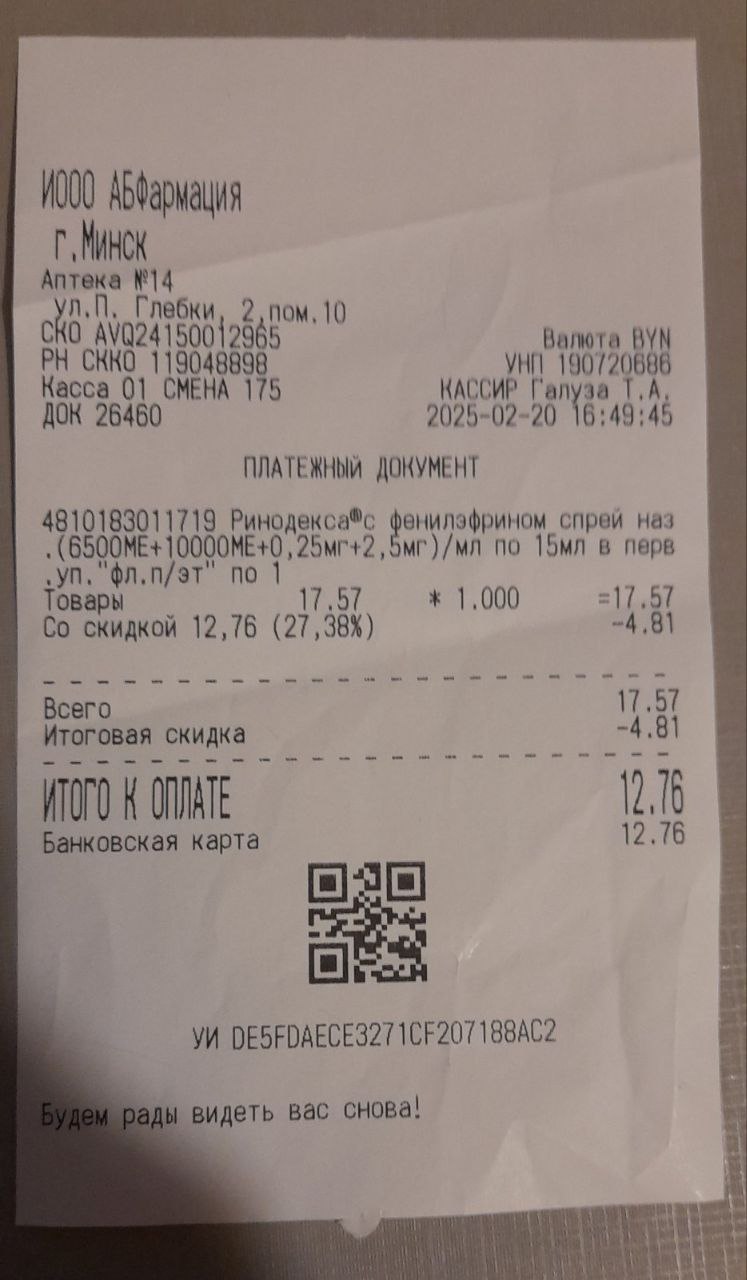 ИООО АБФармация
г.Минск
Аптека №14
ул.П. Глебки, 2,пом.10
СКО AVQ24150012965 Валюта BYN
РН СККО 119048898 УНП 190720686
Касса 01 СМЕНА 175 КАССИР Галуза Т.А.
ДОК 26460 2025-02-20 16:49:45
ПЛАТЕЖНЫЙ ДОКУМЕНТ
4810183011719 Ринодекса®с фенилэфрином спрей наз
.(6500МЕ+10000МЕ+0,25мг+2,5мг)/мл по 15мл в перв
.уп."фл.п/эт" по 1
Товары 17.57 * 1.000 =17.57
Со скидкой 12,76 (27,38%) -4.81
Всего 17.57
Итоговая скидка -4.81
ИТОГО К ОПЛАТЕ 12.76
Банковская карта 12.76
УИ DE5FDAECE3271CF207188AC2
Будем рады видеть вас снова!